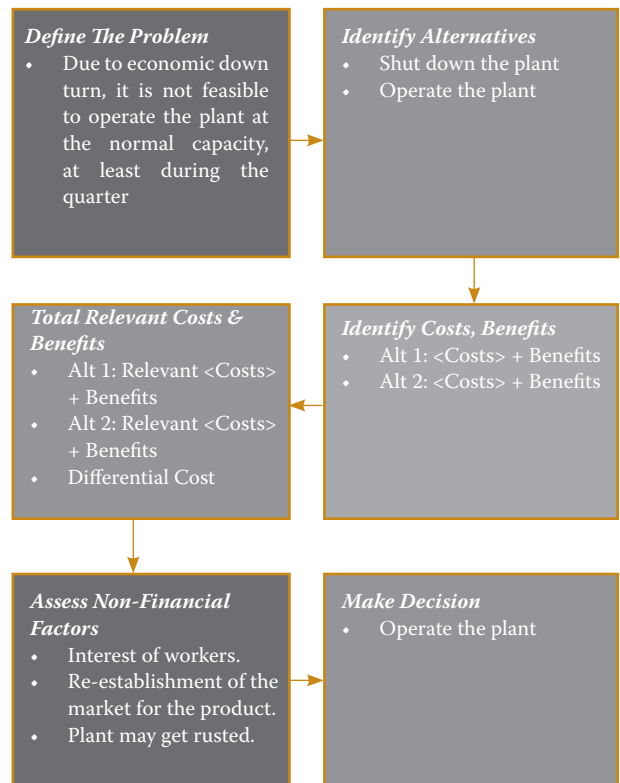 Define The Problem
• Due to economic down
turn, it is not feasible
to operate the plant at
the normal capacity,
at least during the
quarter
Identify Alternatives
• Shut down the plant
• Operate the plant
Identify Costs, Benefits
• Alt 1: <Costs> + Benefits
• Alt 2: <Costs> + Benefits
Total Relevant Costs &
Benefits
• Alt 1: Relevant <Costs>
+ Benefits
• Alt 2: Relevant <Costs>
+ Benefits
• Differential Cost
Assess Non-Financial
Factors
• Interest of workers.
• Re-establishment of the
market for the product.
• Plant may get rusted.
Make Decision
• Operate the plant